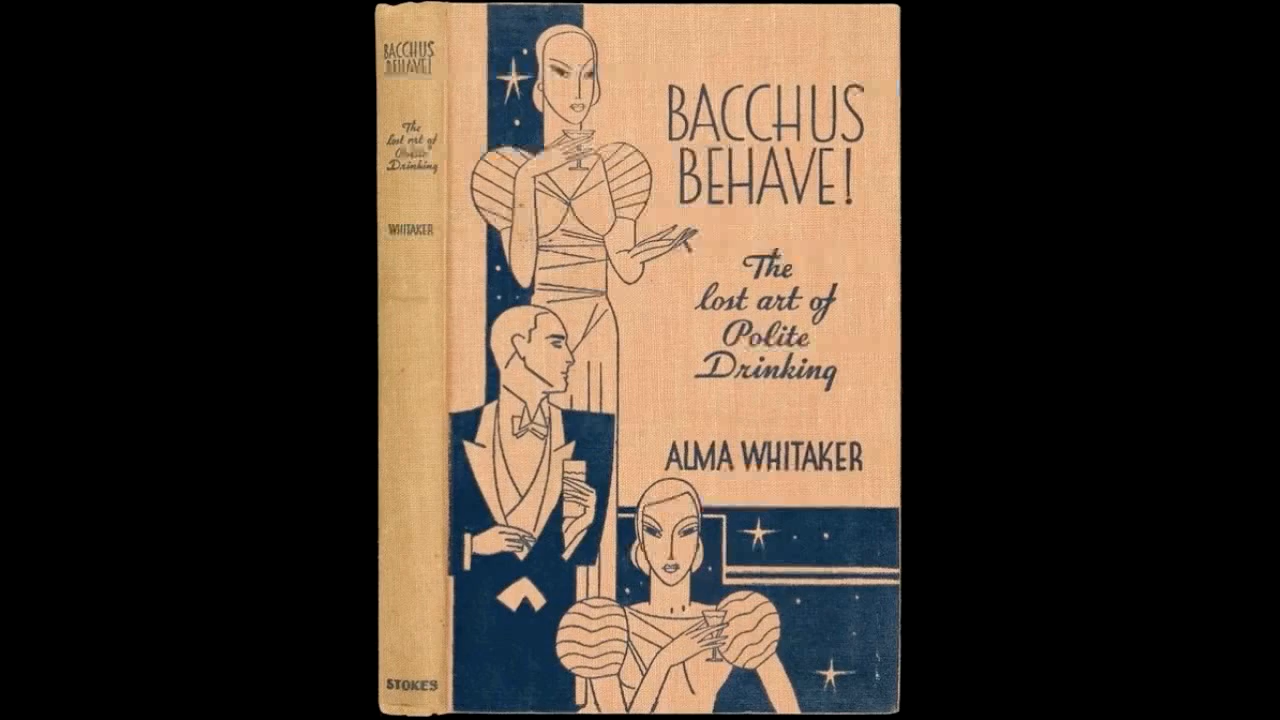 BACCHUS
BEHAVE!
The
Lost art of
Polite
Drinking
WHITAKER
STOKES
BACCHUS
BEHAVE!
The
lost art of
Polite
Drinking
ALMA WHITAKER